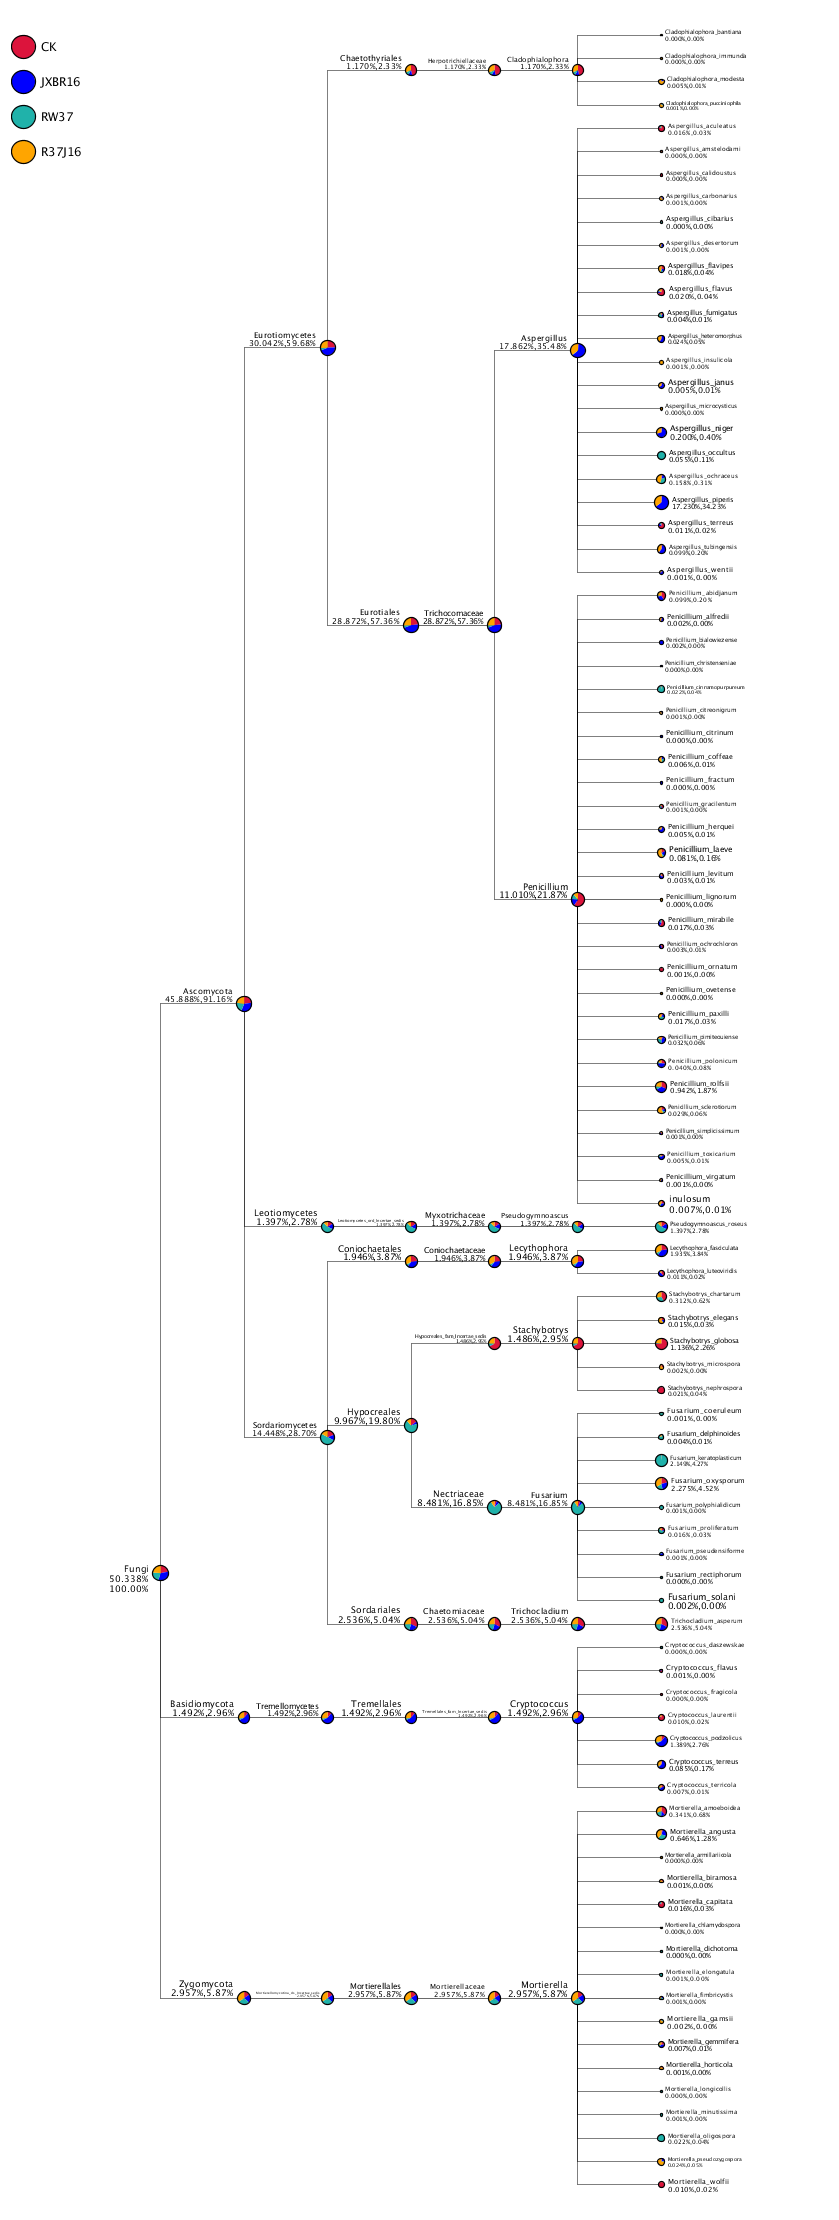 CK
JXBR16
RW37
R37J16
Cladophialophora_bantiana
0.000%,0.00%
Cladophialophora_immunda
0.000%,0.00%
Cladophialophora_modesta
0.005%,0.01%
Cladophialophora_pucciniophila
0.001%,0.00%
Chaetothyriales
1.170%,2.33%
Herpotrichiellaceae
1.170%,2.33%
Cladophialophora
1.170%,2.33%
Aspergillus_aculeatus
0.016%,0.03%
Aspergillus_amstelodami
0.000%,0.00%
Aspergillus_calidoustus
0.000%,0.00%
Aspergillus_carbonarius
0.001%,0.00%
Aspergillus_cibarius
0.000%,0.00%
Aspergillus_desertorum
0.001%,0.00%
Aspergillus_flavipes
0.018%,0.04%
Aspergillus_flavus
0.020%,0.04%
Aspergillus_fumigatus
0.004%,0.01%
Aspergillus_heteromorphus
0.024%,0.05%
Eurotiomycetes
30.042%,59.68%
Aspergillus
17.862%,35.48%
Aspergillus_insulicola
0.001%,0.00%
Aspergillus_janus
0.005%,0.01%
Aspergillus_microcysticus
0.000%,0.00%
Aspergillus_niger
0.200%,0.40%
Aspergillus_occultus
0.055%,0.11%
Aspergillus_ochraceus
0.158%,0.31%
Aspergillus_piperis
17.230%,34.23%
Aspergillus_terreus
0.011%,0.02%
Aspergillus_tubingensis
0.099%,0.20%
Aspergillus_wentii
0.001%,0.00%
Penicillium_abidjanum
0.099%,0.20%
Eurotiales
28.872%,57.36%
Trichocomaceae
28.872%,57.36%
Penicillium_alfredii
0.002%,0.00%
Penicillium_bialowiezense
0.002%,0.00%
Penicillium_christenseniae
0.000%,0.00%
Penicillium_cinnamopurpureum
0.022%,0.04%
Penicillium_citreonigrum
0.001%,0.00%
Penicillium_citrinum
0.000%,0.00%
Penicillium_coffeae
0.006%,0.01%
Penicillium_fractum
0.000%,0.00%
Penicillium_gracilentum
0.001%,0.00%
Penicillium_herquei
0.005%,0.01%
Penicillium_laeve
0.081%,0.16%
Penicillium_levitum
0.003%,0.01%
Penicillium
11.010%,21.87%
Penicillium_lignorum
0.000%,0.00%
Penicillium_mirabile
0.017%,0.03%
Penicillium_ochrochloron
0.003%,0.01%
Penicillium_ornatum
0.001%,0.00%
Penicillium_ovetense
0.000%,0.00%
Ascomycota
45.888%,91.16%
Penicillium_paxilli
0.017%,0.03%
Penicillium_pimiteouiense
0.032%,0.06%
Penicillium_polonicum
0.040%,0.08%
Penicillium_rolfsii
0.942%,1.87%
Penicillium_sclerotiorum
0.029%,0.06%
Penicillium_simplicissimum
0.001%,0.00%
Penicillium_toxicarium
0.005%,0.01%
Penicillium_virgatum
0.001%,0.00%
inulosum
0.007%,0.01%
Leotiomycetes
1.397%,2.78%
Leotiomycetes_ord_Incertae_sedis
1.397%,2.78%
Myxotrichaceae
1.397%,2.78%
Pseudogymnoascus
1.397%,2.78%
Pseudogymnoascus_roseus
1.397%,2.78%
Coniochaetales
1.946%,3.87%
Coniochaetaceae
1.946%,3.87%
Lecythophora
1.946%,3.87%
Lecythophora_fasciculata
1.935%,3.84%
Lecythophora_luteoviridis
0.011%,0.02%
Stachybotrys_chartarum
0.312%,0.62%
Stachybotrys_elegans
0.015%,0.03%
Hypocreales_fam_Incertae_sedis
1.486%,2.95%
Stachybotrys
1.486%,2.95%
Stachybotrys_globosa
1.136%,2.26%
Stachybotrys_microspora
0.002%,0.00%
Stachybotrys_nephrospora
0.021%,0.04%
Hypocreales
9.967%,19.80%
Sordariomycetes
14.448%,28.70%
Fusarium_coeruleum
0.001%,0.00%
Fusarium_delphinoides
0.004%,0.01%
Fusarium_keratoplasticum
2.149%,4.27%
Fusarium_oxysporum
2.275%,4.52%
Nectriaceae
8.481%,16.85%
Fusarium
8.481%,16.85%
Fusarium_polyphialidicum
0.001%,0.00%
Fusarium_proliferatum
0.016%,0.03%
Fusarium_pseudensiforme
0.001%,0.00%
Fusarium_rectiphorum
0.000%,0.00%
Fusarium_solani
0.002%,0.00%
Fungi
50.338%
100.00%
Sordariales
2.536%,5.04%
Chaetomiaceae
2.536%,5.04%
Trichocladium
2.536%,5.04%
Trichocladium_asperum
2.536%,5.04%
Cryptococcus_daszewskae
0.000%,0.00%
Cryptococcus_flavus
0.001%,0.00%
Cryptococcus_fragicola
0.000%,0.00%
Basidiomycota
1.492%,2.96%
Tremellomycetes
1.492%,2.96%
Tremellales
1.492%,2.96%
Tremellales_fam_Incertae_sedis
1.492%,2.96%
Cryptococcus
1.492%,2.96%
Cryptococcus_laurentii
0.010%,0.02%
Cryptococcus_podzolicus
1.389%,2.76%
Cryptococcus_terreus
0.085%,0.17%
Cryptococcus_terricola
0.007%,0.01%
Mortierella_amoeboidea
0.341%,0.68%
Mortierella_angusta
0.646%,1.28%
Mortierella_armillariicola
0.000%,0.00%
Mortierella_biramosa
0.001%,0.00%
Mortierella_capitata
0.016%,0.03%
Mortierella_chlamydospora
0.000%,0.00%
Mortierella_dichotoma
0.000%,0.00%
Mortierella_elongatula
0.001%,0.00%
Zygomycota
2.957%,5.87%
Mortierellales
2.957%,5.87%
Mortierellaceae
2.957%,5.87%
Mortierella
2.957%,5.87%
Mortierella_fimbricystis
0.001%,0.00%
Mortierella_gamsii
0.002%,0.00%
Mortierella_gemmifera
0.007%,0.01%
Mortierella_horticola
0.001%,0.00%
Mortierella_longicollis
0.000%,0.00%
Mortierella_minutissima
0.001%,0.00%
Mortierella_oligospora
0.022%,0.04%
Mortierella_pseudozygospora
0.024%,0.05%
Mortierella_wolfii
0.010%,0.02%